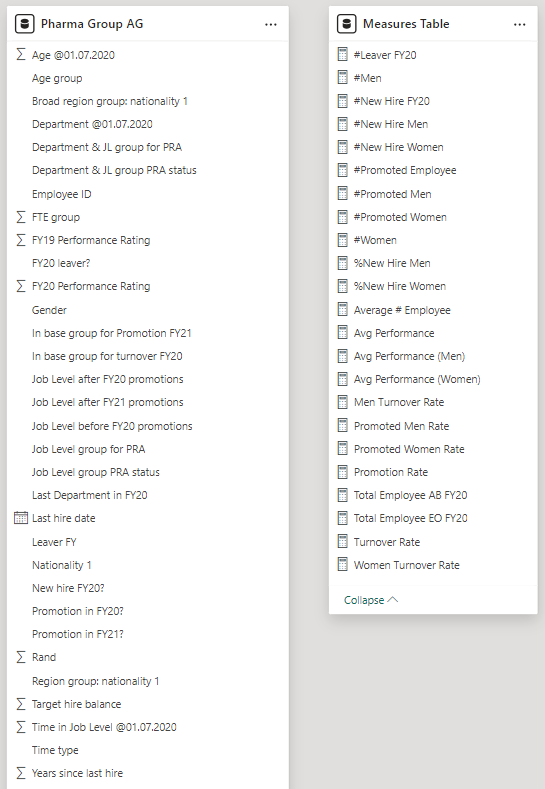 Pharma Group AG
Age @01.07.2020
Age group
Broad region group: nationality 1
Department @01.07.2020
Department & JL group for PRA
Department & JL group PRA status
Employee ID
FTE group
FY19 Performance Rating
FY20 leaver?
FY20 Performance Rating
Gender
In base group for Promotion FY21
In base group for turnover FY20
Job Level after FY20 promotions
Job Level after FY21 promotions
Job Level before FY20 promotions
Job Level group for PRA
Job Level group PRA status
Last Department in FY20
Last hire date
Leaver FY
Nationality 1
New hire FY20?
Promotion in FY20?
Promotion in FY21?
Rand
Region group: nationality 1
Target hire balance
Time in Job Level @01.07.2020
Time type
Years since last hire
Measures Table
#Leaver FY20
#Men
#New Hire FY20
#New Hire Men
#New Hire Women
#Promoted Employee
#Promoted Men
#Promoted Women
#Women
%New Hire Men
%New Hire Women
Average # Employee
Avg Performance
Avg Performance (Men)
Avg Performance (Women)
Men Turnover Rate
Promoted Men Rate
Promoted Women Rate
Promotion Rate
Total Employee AB FY20
Total Employee EO FY20
Turnover Rate
Women Turnover Rate
Collapse